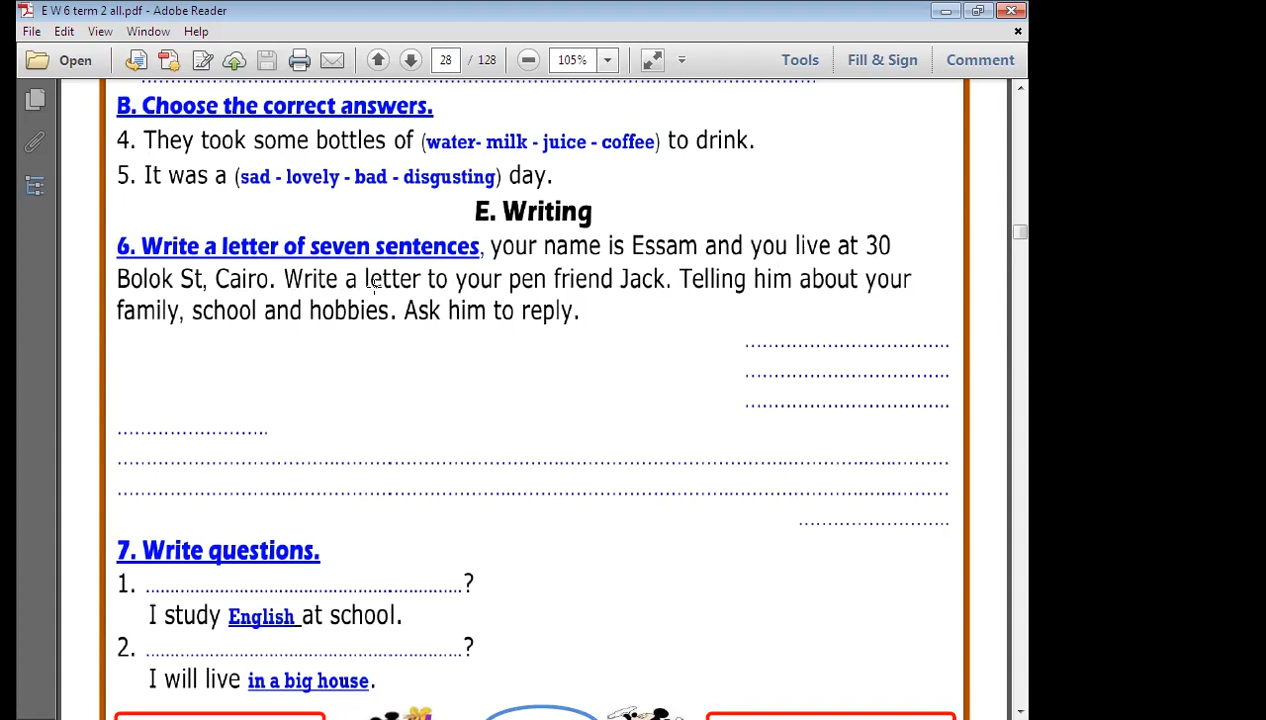 E W 6 term 2 all.pdf - Adobe Reader
File Edit View Window Help
Open 28 / 128 105% Tools Fill & Sign Comment
B. Choose the correct answers.
4. They took some bottles of (water- milk - juice - coffee) to drink.
5. It was a (sad - lovely - bad - disgusting) day.
E. Writing
6. Write a letter of seven sentences, your name is Essam and you live at 30
Bolok St, Cairo. Write a letter to your pen friend Jack. Telling him about your
family, school and hobbies. Ask him to reply.
7. Write questions.
1. ......................................................?
I study English at school.
2. ......................................................?
I will live in a big house.